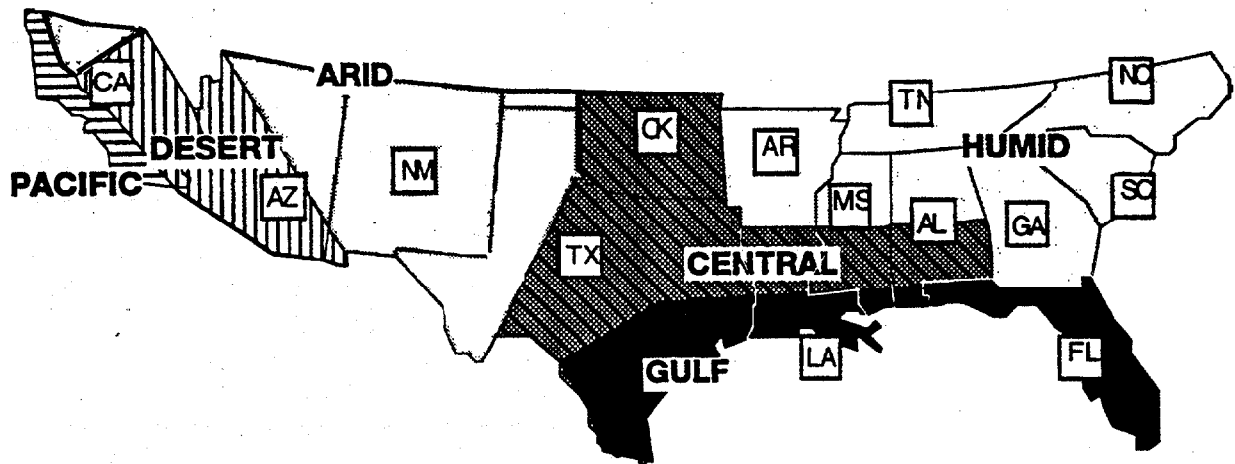 ARID
NC
CA
TN
OK
AR
DESERT
HUMID
NM
PACIFIC
AZ
MS
SC
AL
GA
TX
CENTRAL
GULF
LA
FL